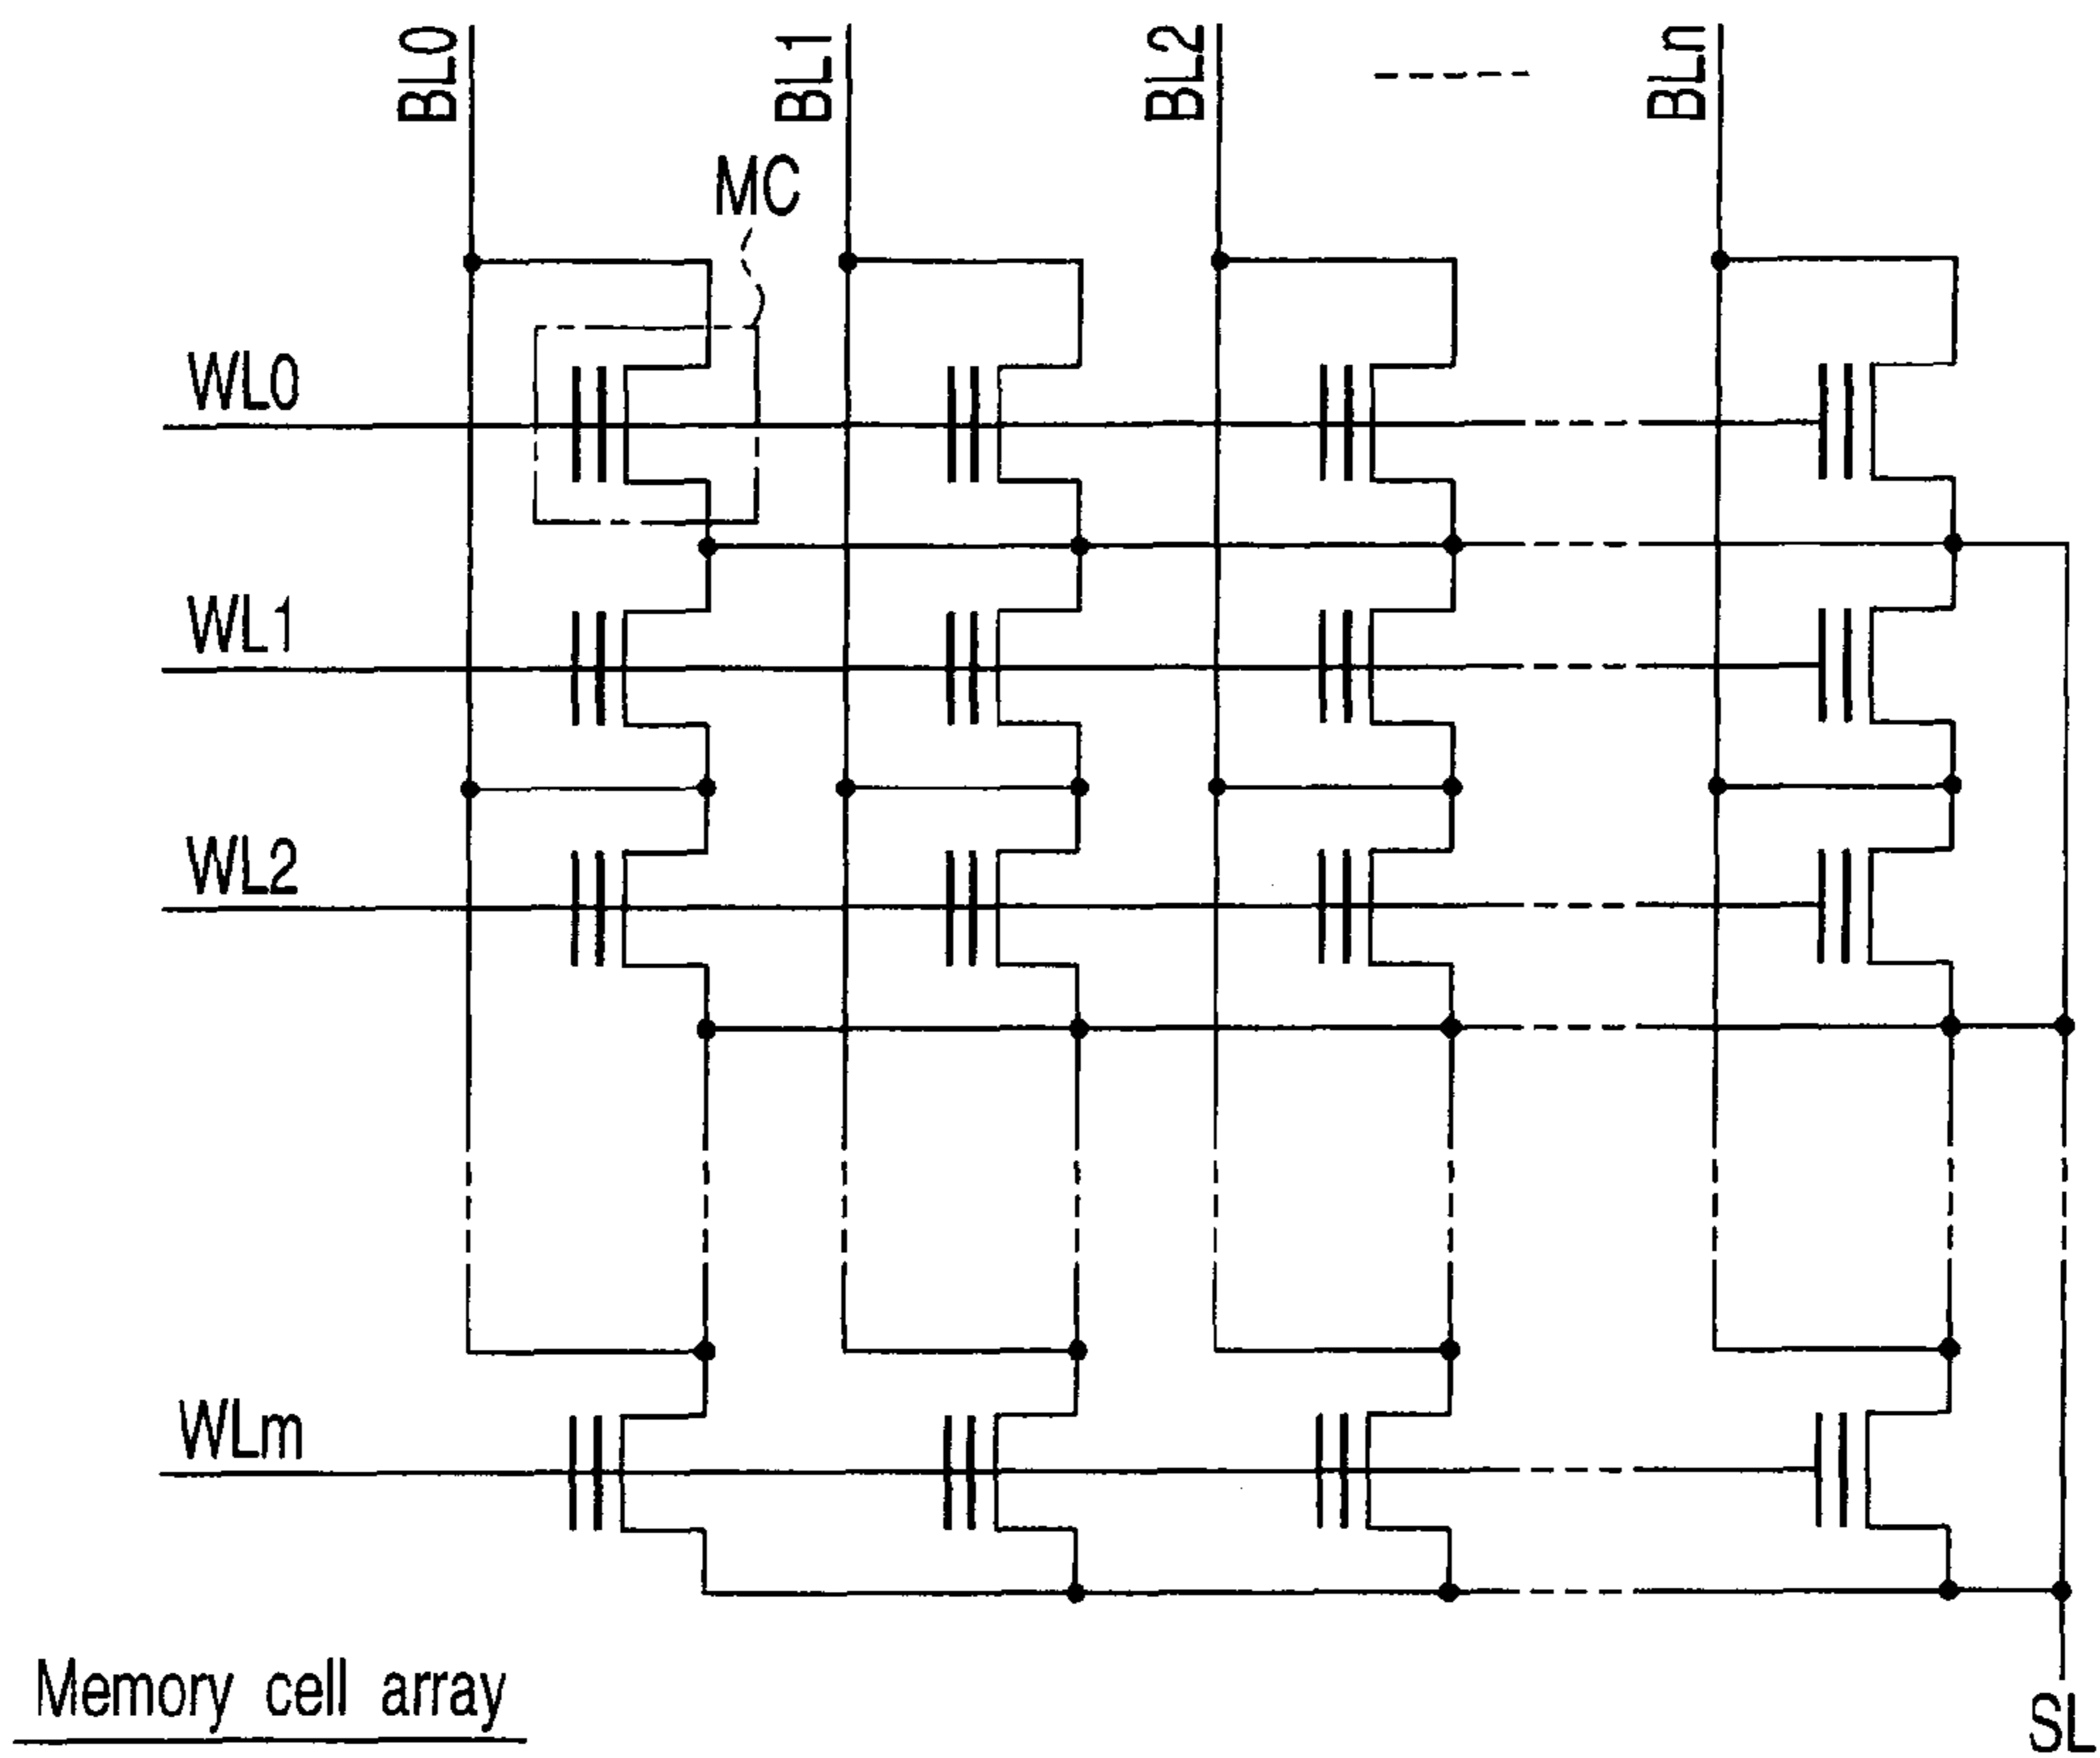 BL0
BL1
BL2
BLn
MC
WL0
WL1
WL2
WLm
Memory cell array
SL